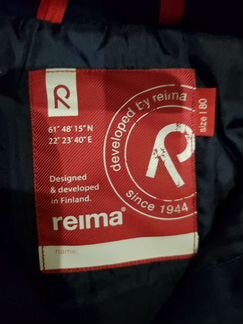 R
61° 48' 15" N
22° 23' 40" E
developed by reima
R
since 1944
size | 80
Designed
& developed
in Finland.
reima®
name: